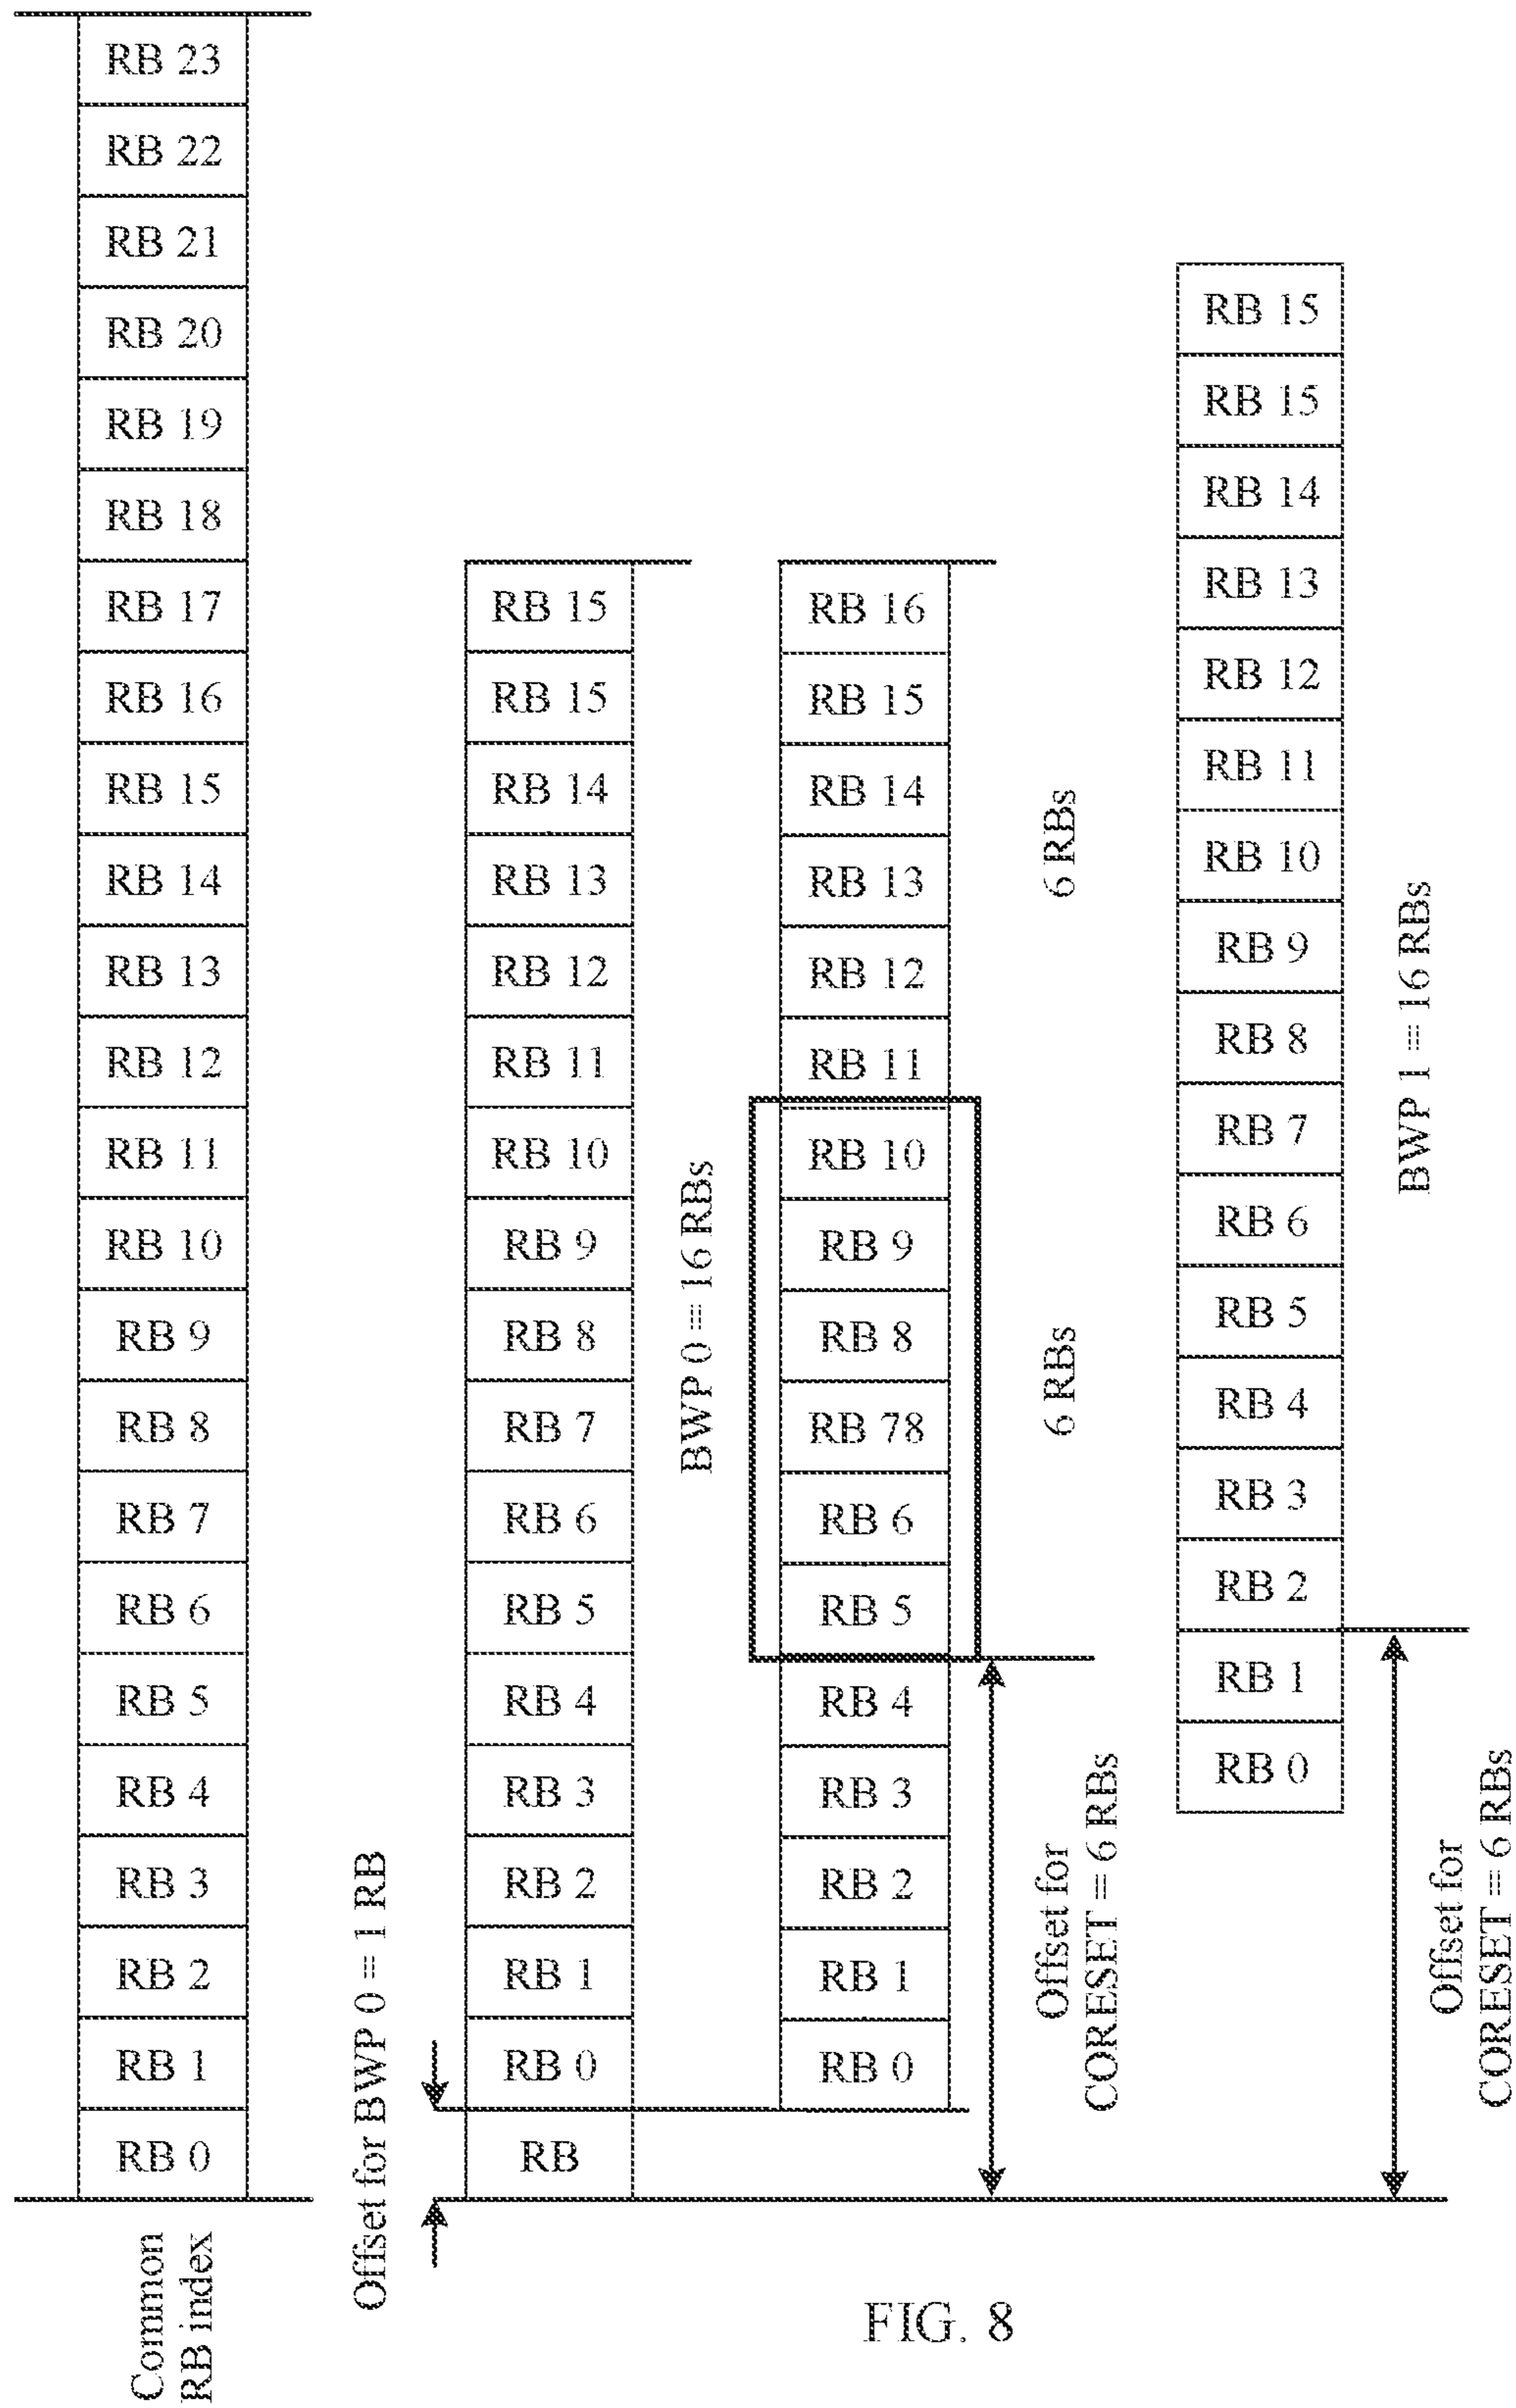 RB 23
RB 22
RB 21
RB 20
RB 19
RB 18
RB 17
RB 16
RB 15
RB 14
RB 13
RB 12
RB 11
RB 10
RB 9
RB 8
RB 7
RB 6
RB 5
RB 4
RB 3
RB 2
RB 1
RB 0
Common
RB index
Offset for BWP 0 = 1 RB
RB 15
RB 15
RB 14
RB 13
RB 12
RB 11
RB 10
RB 9
RB 8
RB 7
RB 6
RB 5
RB 4
RB 3
RB 2
RB 1
RB 0
RB
BWP 0 = 16 RBs
RB 16
RB 15
RB 14
RB 13
RB 12
RB 11
RB 10
RB 9
RB 8
RB 78
RB 6
RB 5
RB 4
RB 3
RB 2
RB 1
RB 0
6 RBs
6 RBs
Offset for
CORESET = 6 RBs
RB 15
RB 15
RB 14
RB 13
RB 12
RB 11
RB 10
RB 9
RB 8
RB 7
RB 6
RB 5
RB 4
RB 3
RB 2
RB 1
RB 0
BWP 1 = 16 RBs
Offset for
CORESET = 6 RBs
FIG. 8